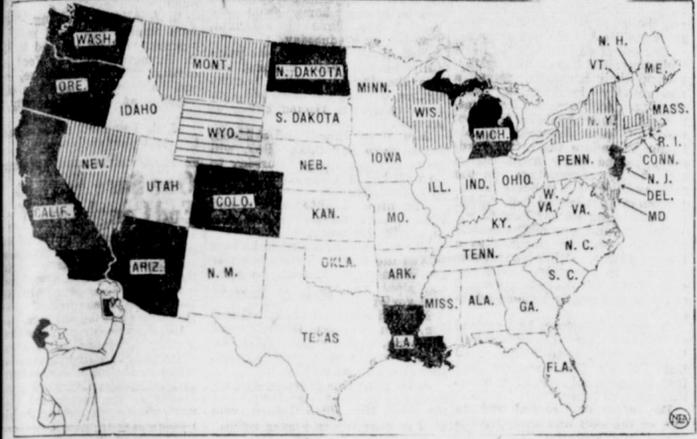 WASH.
ORE.
CALIF.
NEV.
IDAHO
MONT.
WYO.
UTAH
ARIZ.
COLO.
N. M.
N. DAKOTA
S. DAKOTA
NEB.
KAN.
OKLA.
TEXAS
MINN.
IOWA
MO.
ARK.
LA.
WIS.
ILL.
MICH.
IND.
OHIO
KY.
TENN.
MISS.
ALA.
GA.
FLA.
S. C.
N. C.
VA.
W. VA.
PENN.
N. Y.
VT.
N. H.
ME.
MASS.
R. I.
CONN.
N. J.
DEL.
MD
NEA